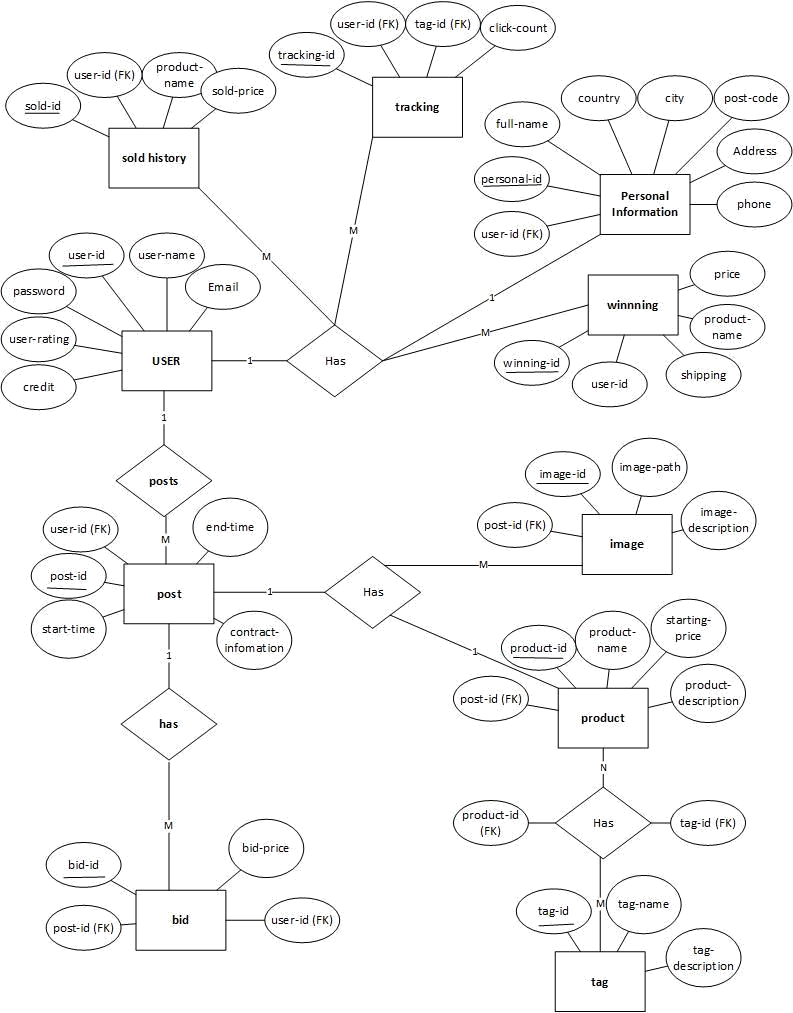 user-id (FK)
tag-id (FK)
click-count
tracking-id
tracking
user-id (FK)
product-
name
sold-price
sold-id
sold history
country
city
post-code
full-name
Address
personal-id
Personal
Information
phone
user-id (FK)
M
M
1
M
user-id
user-name
Email
password
user-rating
credit
USER
1
Has
price
winnning
product-
name
winning-id
user-id
shipping
1
posts
M
image-id
image-path
post-id (FK)
image-
description
image
M
user-id (FK)
end-time
post-id
post
start-time
contract-
infomation
1
Has
1
product-id
product-
name
starting-
price
post-id (FK)
product-
description
product
1
has
M
N
product-id
(FK)
Has
tag-id (FK)
M
bid-id
bid-price
post-id (FK)
bid
user-id (FK)
tag-id
tag-name
tag-
description
tag